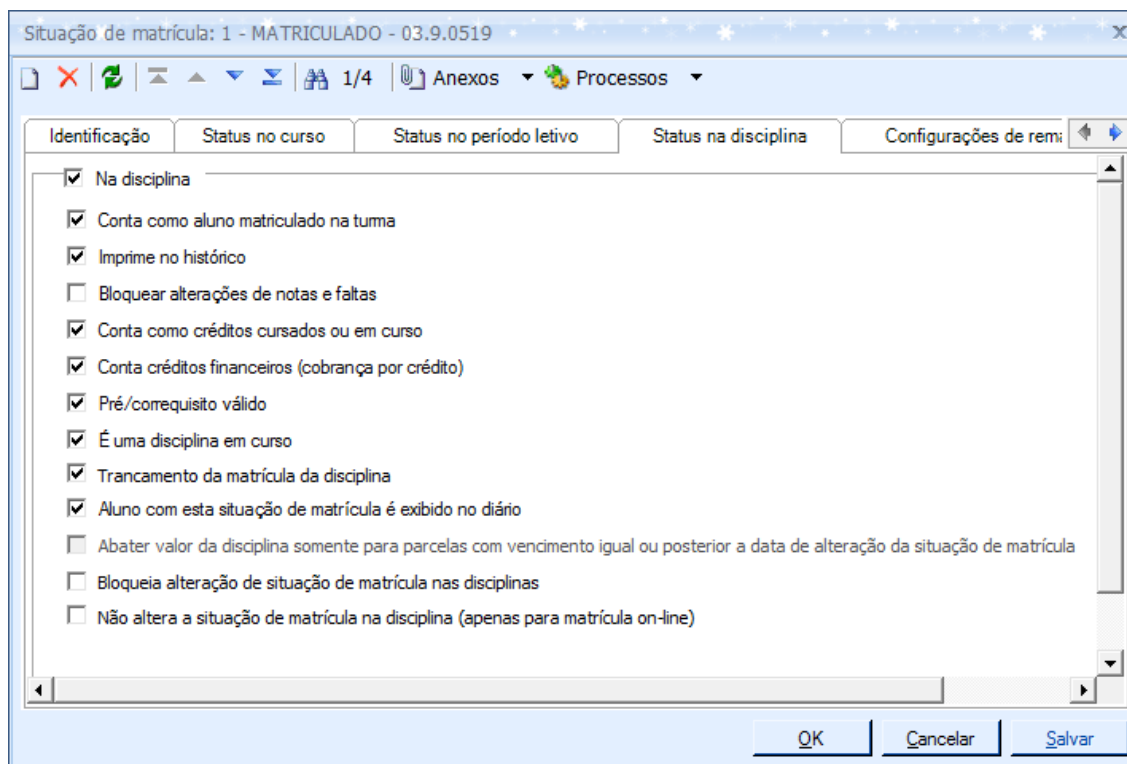 Situação de matrícula: 1 - MATRICULADO - 03.9.0519
1/4 Anexos Processos
Identificação Status no curso Status no período letivo Status na disciplina Configurações de
Na disciplina
Conta como aluno matriculado na turma
Imprime no histórico
Bloquear alterações de notas e faltas
Conta como créditos cursados ou em curso
Conta créditos financeiros (cobrança por crédito)
Pré/correquisito válido
É uma disciplina em curso
Trancamento da matrícula da disciplina
Aluno com esta situação de matrícula é exibido no diário
Abater valor da disciplina somente para parcelas com vencimento igual ou posterior a data de alteração da situação de matrícula
Bloqueia alteração de situação de matrícula nas disciplinas
Não altera a situação de matrícula na disciplina (apenas para matrícula on-line)
OK Cancelar Salvar